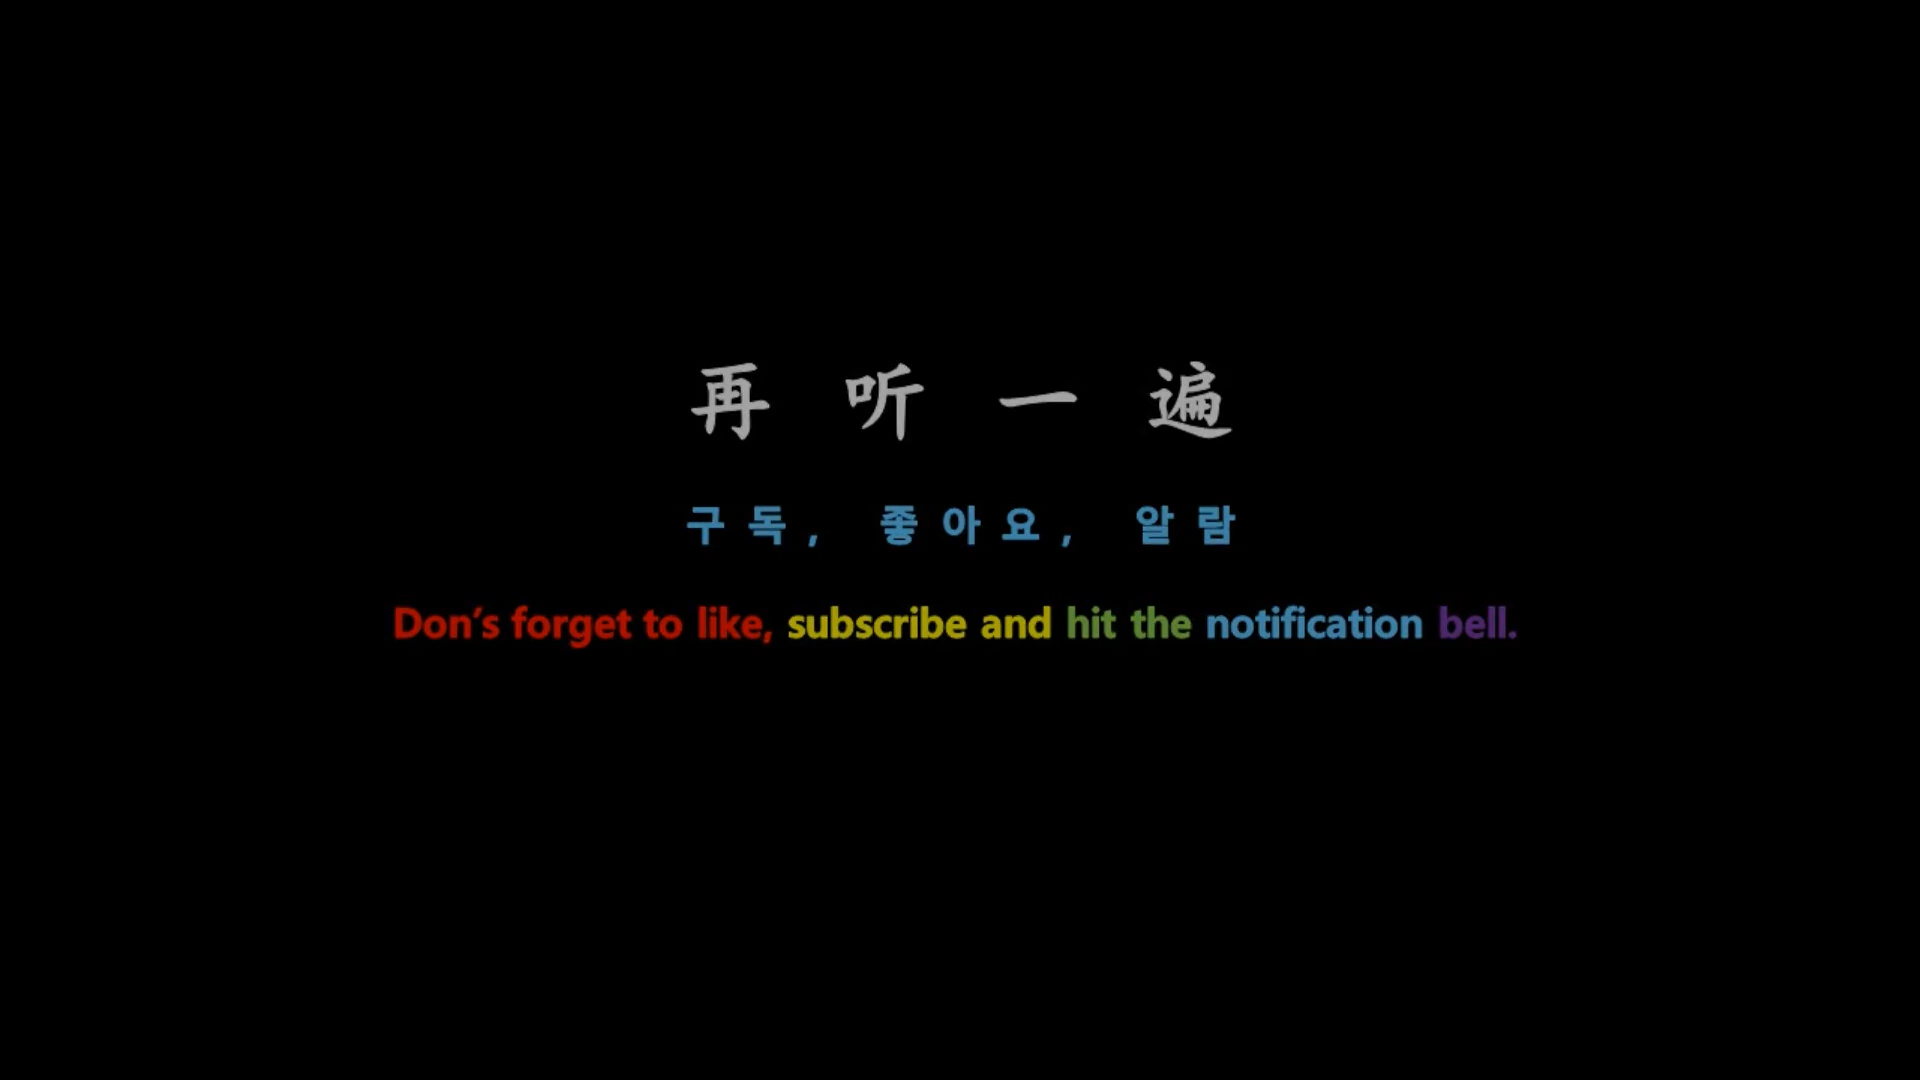 再 听 一 遍
구 독 , 좋 아 요 , 알 람
Don’s forget to like, subscribe and hit the notification bell.